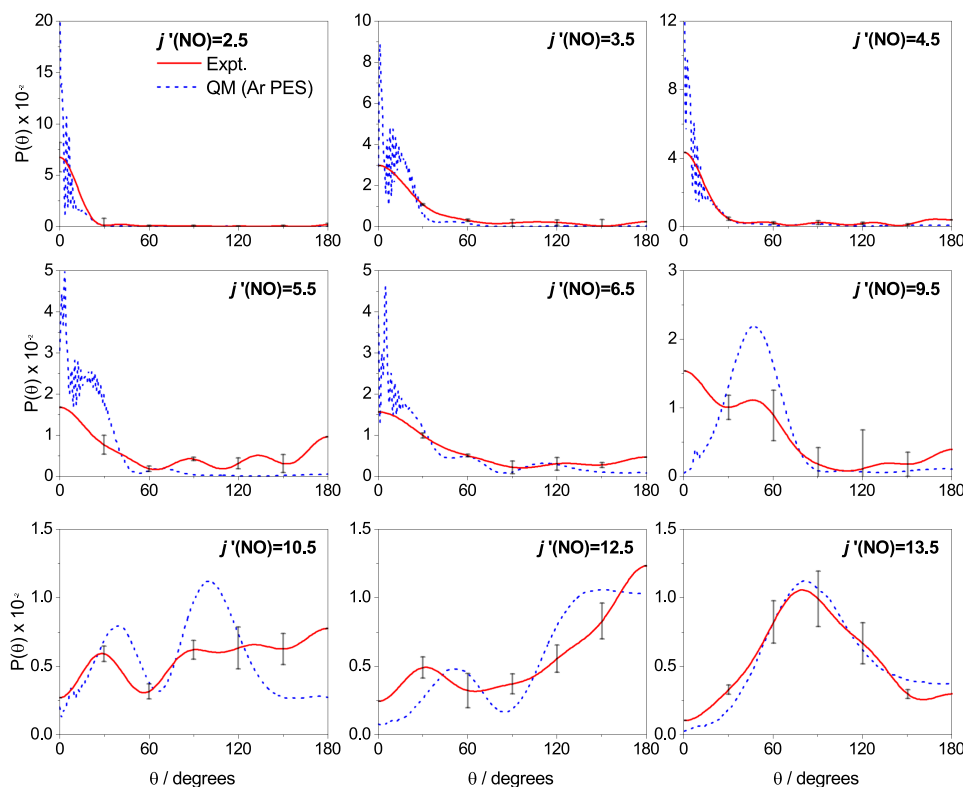 j '(NO)=2.5
Expt.
QM (Ar PES)
P(θ) x 10⁻²
20
15
10
5
0
0 60 120 180
j '(NO)=3.5
10
8
6
4
2
0
0 60 120 180
j '(NO)=4.5
12
8
4
0
0 60 120 180
j '(NO)=5.5
P(θ) x 10⁻²
5
4
3
2
1
0
0 60 120 180
j '(NO)=6.5
5
4
3
2
1
0
0 60 120 180
j '(NO)=9.5
3
2
1
0
0 60 120 180
j '(NO)=10.5
P(θ) x 10⁻²
1.5
1.0
0.5
0.0
0 60 120 180
θ / degrees
j '(NO)=12.5
1.5
1.0
0.5
0.0
0 60 120 180
θ / degrees
j '(NO)=13.5
1.5
1.0
0.5
0.0
0 60 120 180
θ / degrees